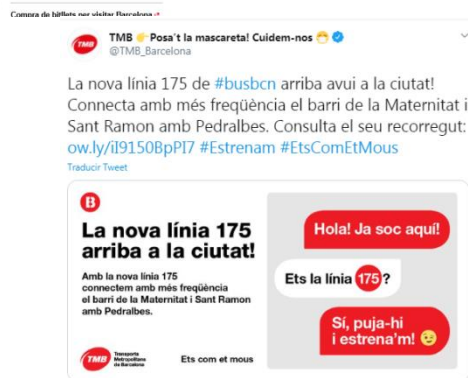 Compra de bitllets per visitar Barcelona
TMB 👉Posa't la mascareta! Cuidem-nos
@TMB_Barcelona
La nova línia 175 de #busbcn arriba avui a la ciutat!
Connecta amb més freqüència el barri de la Maternitat i
Sant Ramon amb Pedralbes. Consulta el seu recorregut:
ow.ly/iI9150BpPI7 #Estrenam #EtsComEtMous
Traducir Tweet
B
La nova línia 175
arriba a la ciutat!
Amb la nova línia 175
connectem amb més freqüència
el barri de la Maternitat i Sant Ramon
amb Pedralbes.
Hola! Ja soc aquí!
Ets la línia 175?
Sí, puja-hi
i estrena'm! 😉
TMB
Transports
Metropolitans
de Barcelona
Ets com et mous